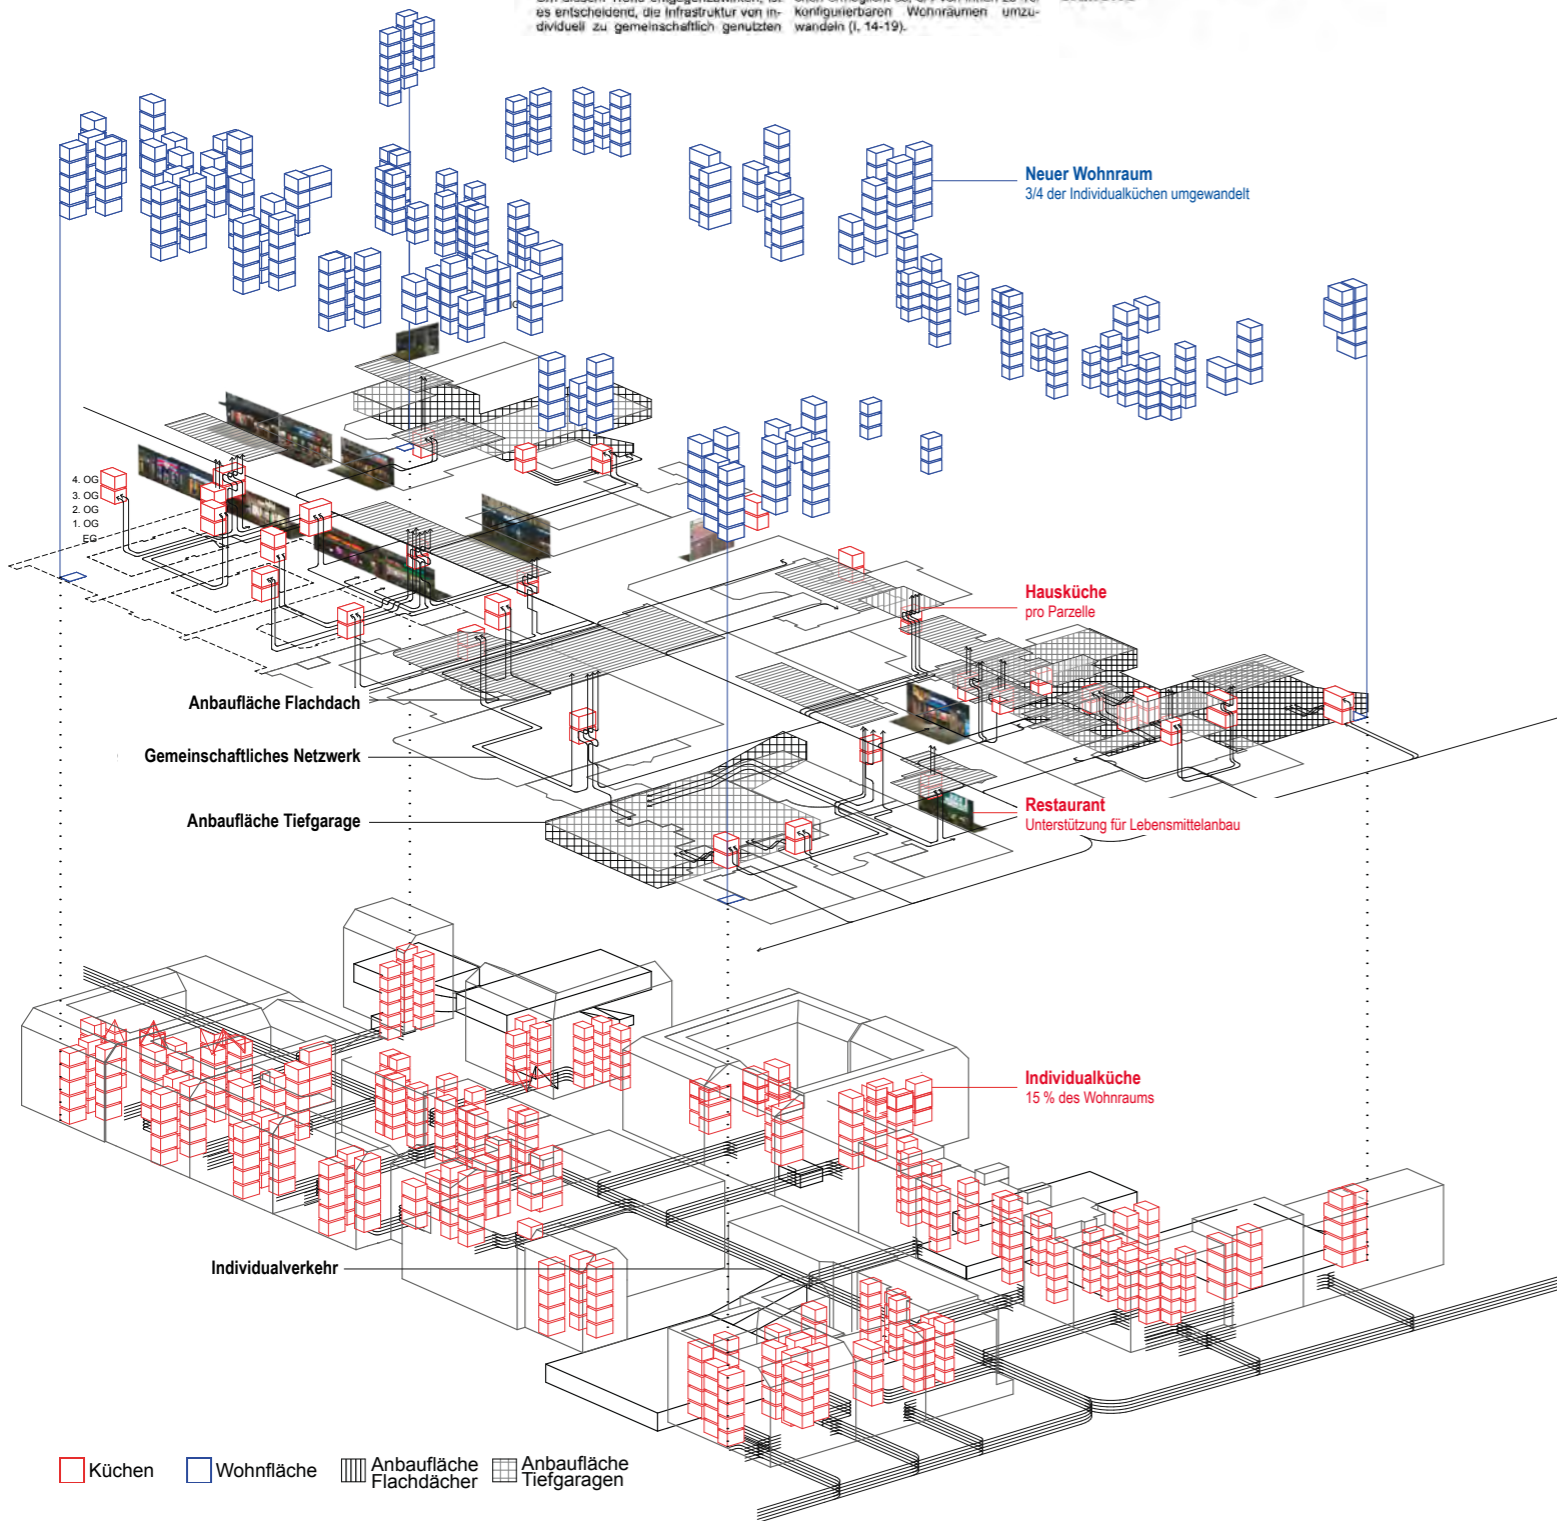 es entscheidend, die Infrastruktur von in-
dividuell zu gemeinschaftlich genutzten
konfigurierbaren Wohnräumen umzu-
wandeln (I, 14-19).
Neuer Wohnraum
3/4 der Individualküchen umgewandelt
4. OG
3. OG
2. OG
1. OG
EG
Hausküche
pro Parzelle
Anbaufläche Flachdach
Gemeinschaftliches Netzwerk
Anbaufläche Tiefgarage
Restaurant
Unterstützung für Lebensmittelanbau
Individualküche
15 % des Wohnraums
Individualverkehr
Küchen
Wohnfläche
Anbaufläche
Flachdächer
Anbaufläche
Tiefgaragen